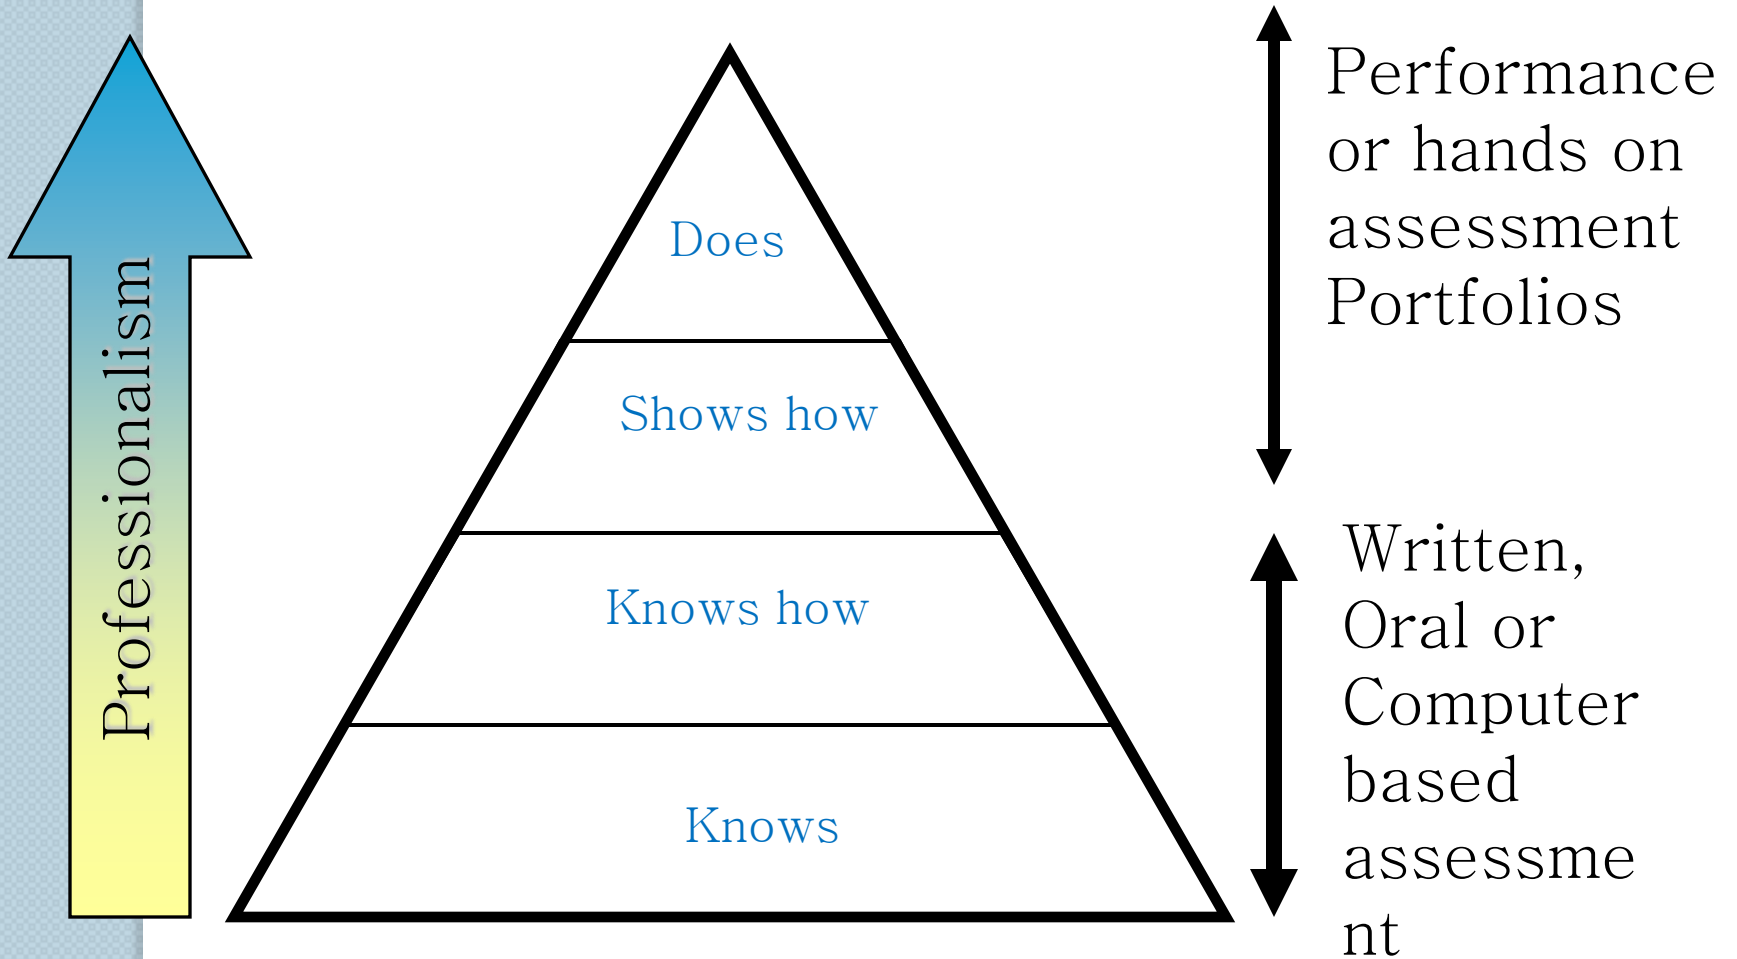 Professionalism
Does
Shows how
Knows how
Knows
Performance
or hands on
assessment
Portfolios
Written,
Oral or
Computer
based
assessme
nt